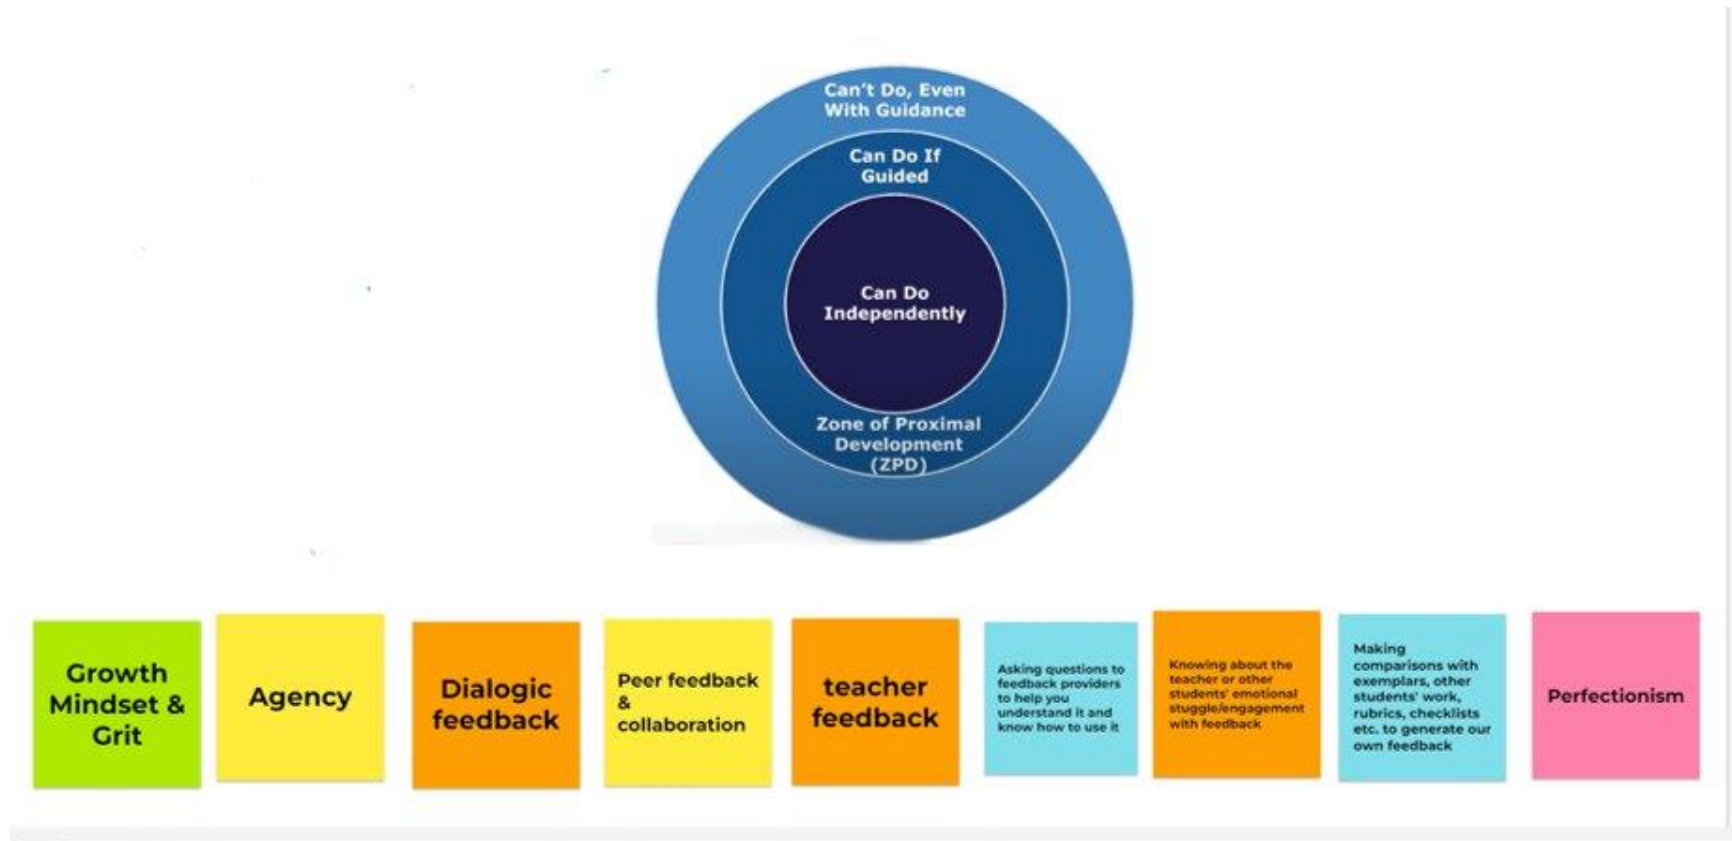 Can't Do, Even
With Guidance
Can Do If
Guided
Can Do
Independently
Zone of Proximal
Development
(ZPD)
Growth
Mindset &
Grit
Agency
Dialogic
feedback
Peer feedback
&
collaboration
teacher
feedback
Asking questions to
feedback providers
to help you
understand it and
know how to use it
Knowing about the
teacher or other
students' emotional
stuggle/engagement
with feedback
Making
comparisons with
exemplars, other
students' work,
rubrics, checklists
etc. to generate our
own feedback
Perfectionism